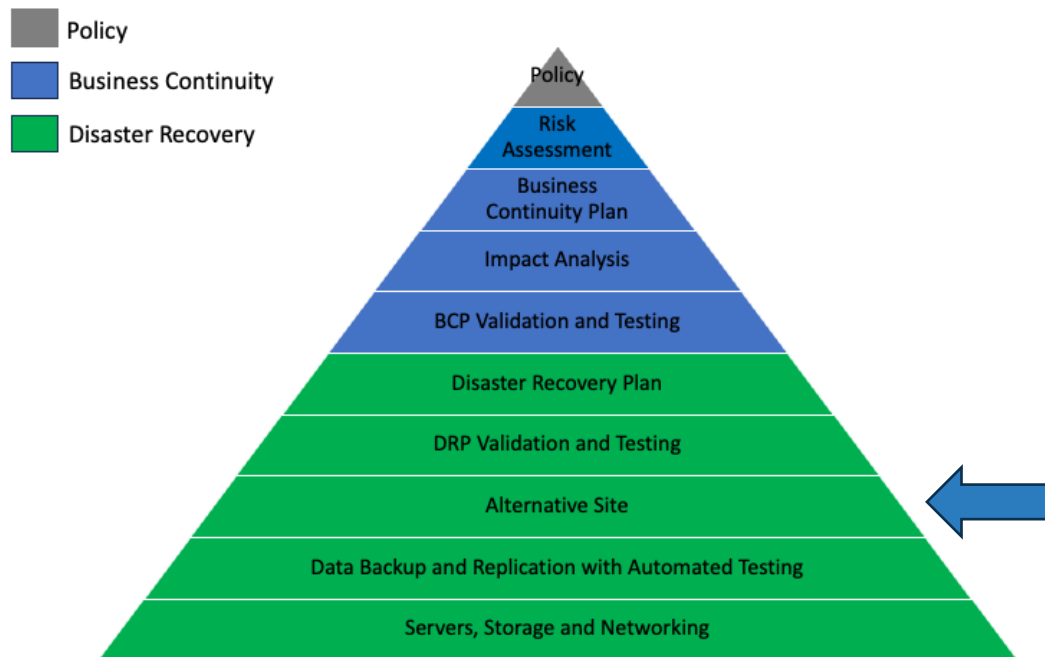 Policy
Business Continuity
Disaster Recovery
Policy
Risk
Assessment
Business
Continuity Plan
Impact Analysis
BCP Validation and Testing
Disaster Recovery Plan
DRP Validation and Testing
Alternative Site
Data Backup and Replication with Automated Testing
Servers, Storage and Networking